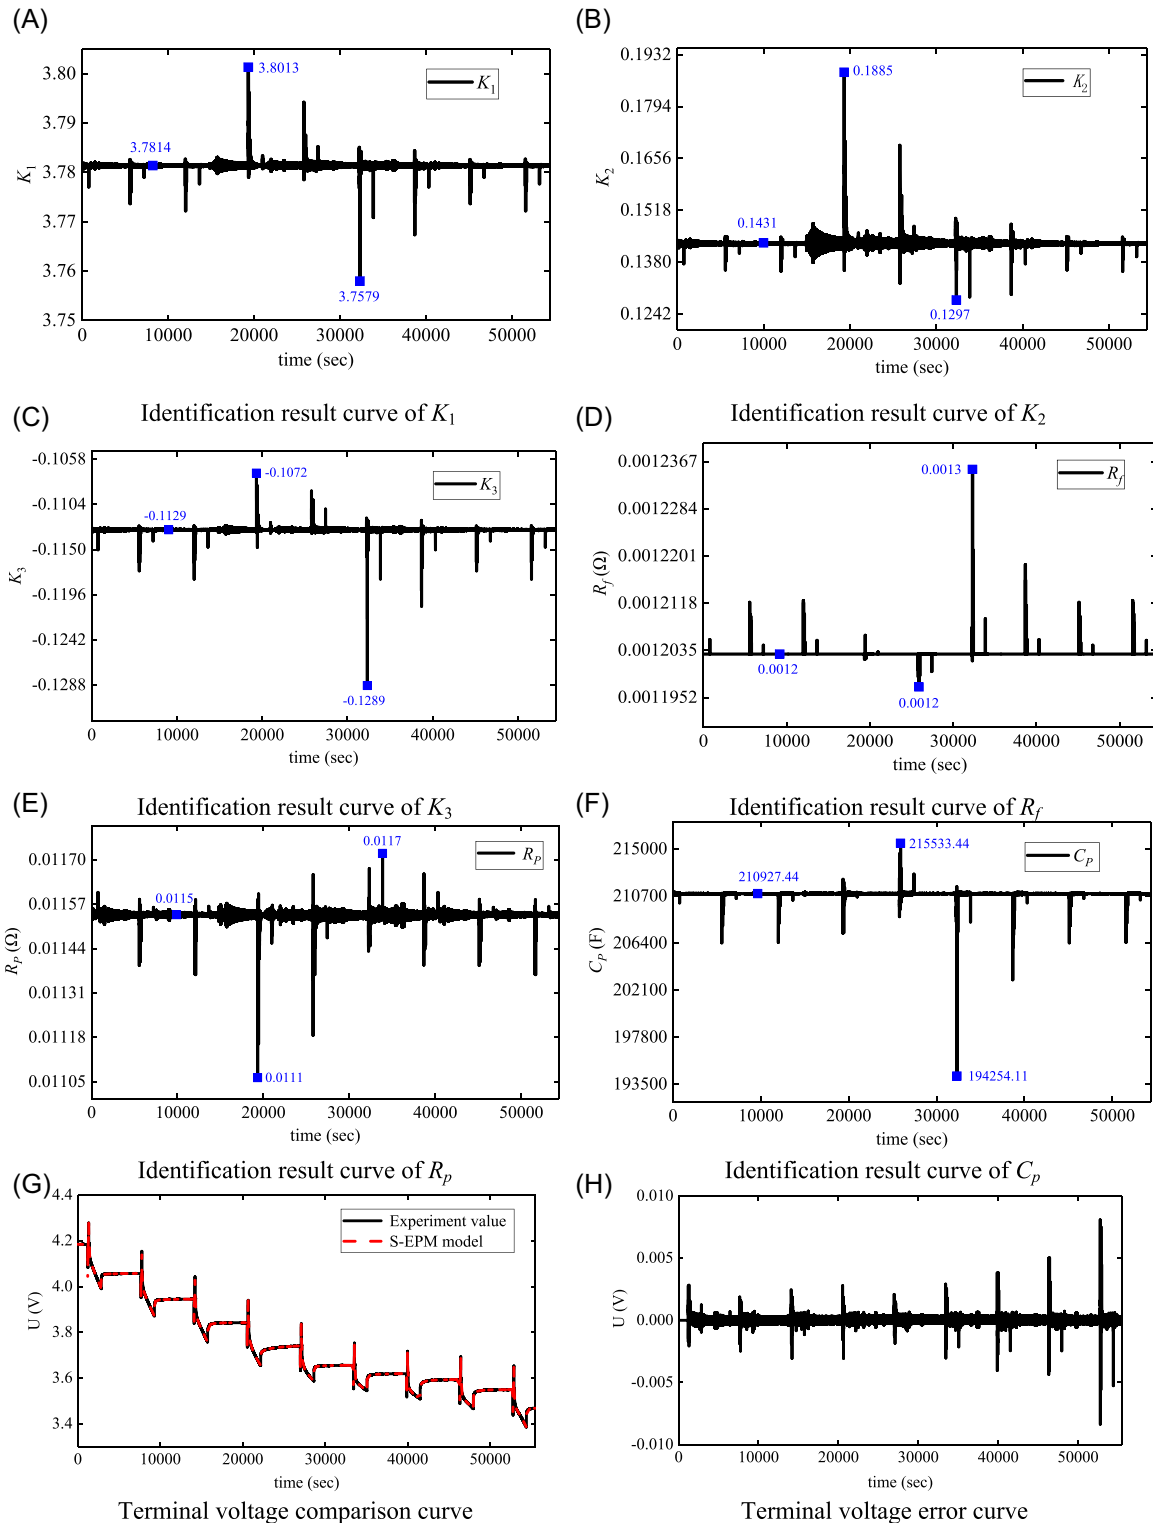 (A)
3.80
3.79
3.78
3.77
3.76
3.75
K1
3.8013
3.7814
3.7579
K1
0 10000 20000 30000 40000 50000
time (sec)
Identification result curve of K1
(B)
0.1932
0.1794
0.1656
0.1518
0.1380
0.1242
K2
0.1885
0.1431
0.1297
K2
0 10000 20000 30000 40000 50000
time (sec)
Identification result curve of K2
(C)
-0.1058
-0.1104
-0.1150
-0.1196
-0.1242
-0.1288
K3
-0.1072
-0.1129
-0.1289
K3
0 10000 20000 30000 40000 50000
time (sec)
Identification result curve of K3
(D)
0.0012367
0.0012284
0.0012201
0.0012118
0.0012035
0.0011952
Rf (Ω)
0.0013
0.0012
0.0012
Rf
0 10000 20000 30000 40000 50000
time (sec)
Identification result curve of Rf
(E)
0.01170
0.01157
0.01144
0.01131
0.01118
0.01105
RP (Ω)
0.0117
0.0115
0.0111
RP
0 10000 20000 30000 40000 50000
time (sec)
Identification result curve of Rp
(F)
215000
210700
206400
202100
197800
193500
CP (F)
215533.44
210927.44
194254.11
CP
0 10000 20000 30000 40000 50000
time (sec)
Identification result curve of Cp
(G)
4.4
4.2
4.0
3.8
3.6
3.4
U (V)
Experiment value
S-EPM model
0 10000 20000 30000 40000 50000
time (sec)
Terminal voltage comparison curve
(H)
0.010
0.005
0.000
-0.005
-0.010
U (V)
0 10000 20000 30000 40000 50000
time (sec)
Terminal voltage error curve